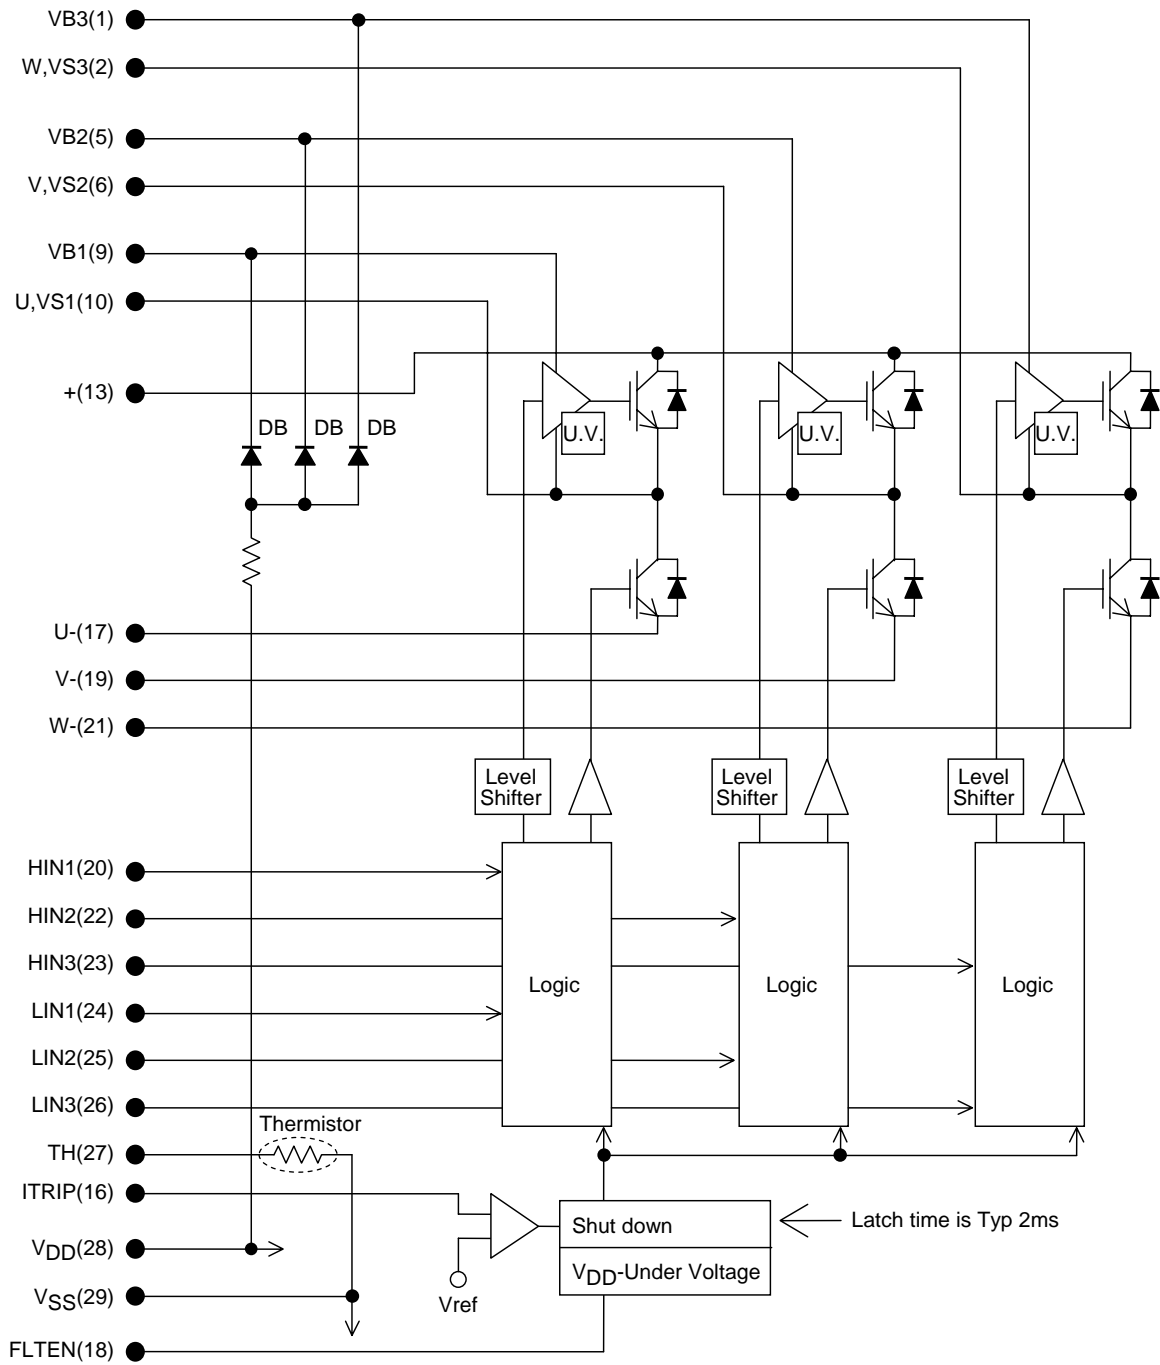 VB3(1)
W,VS3(2)
VB2(5)
V,VS2(6)
VB1(9)
U,VS1(10)
+(13)
DB DB DB
U.V. U.V. U.V.
U-(17)
V-(19)
W-(21)
Level Shifter
Level Shifter
Level Shifter
HIN1(20)
HIN2(22)
HIN3(23)
Logic Logic Logic
LIN1(24)
LIN2(25)
LIN3(26)
Thermistor
TH(27)
ITRIP(16)
Shut down
Latch time is Typ 2ms
VDD(28)
VDD-Under Voltage
VSS(29)
Vref
FLTEN(18)